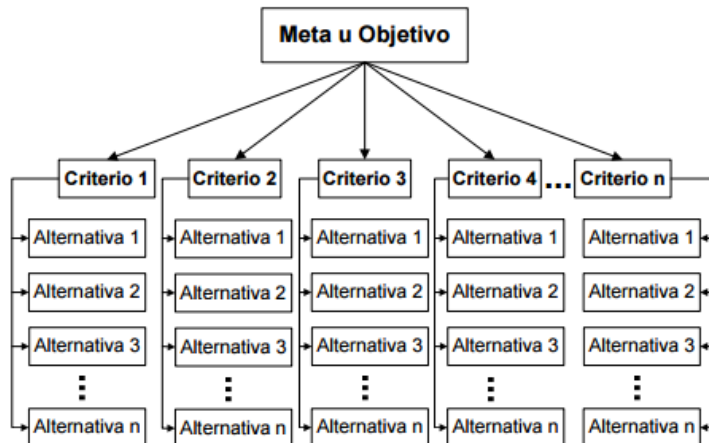 Meta u Objetivo
Criterio 1 Criterio 2 Criterio 3 Criterio 4 ... Criterio n
Alternativa 1 Alternativa 1 Alternativa 1 Alternativa 1 Alternativa 1
Alternativa 2 Alternativa 2 Alternativa 2 Alternativa 2 Alternativa 2
Alternativa 3 Alternativa 3 Alternativa 3 Alternativa 3 Alternativa 3
Alternativa n Alternativa n Alternativa n Alternativa n Alternativa n